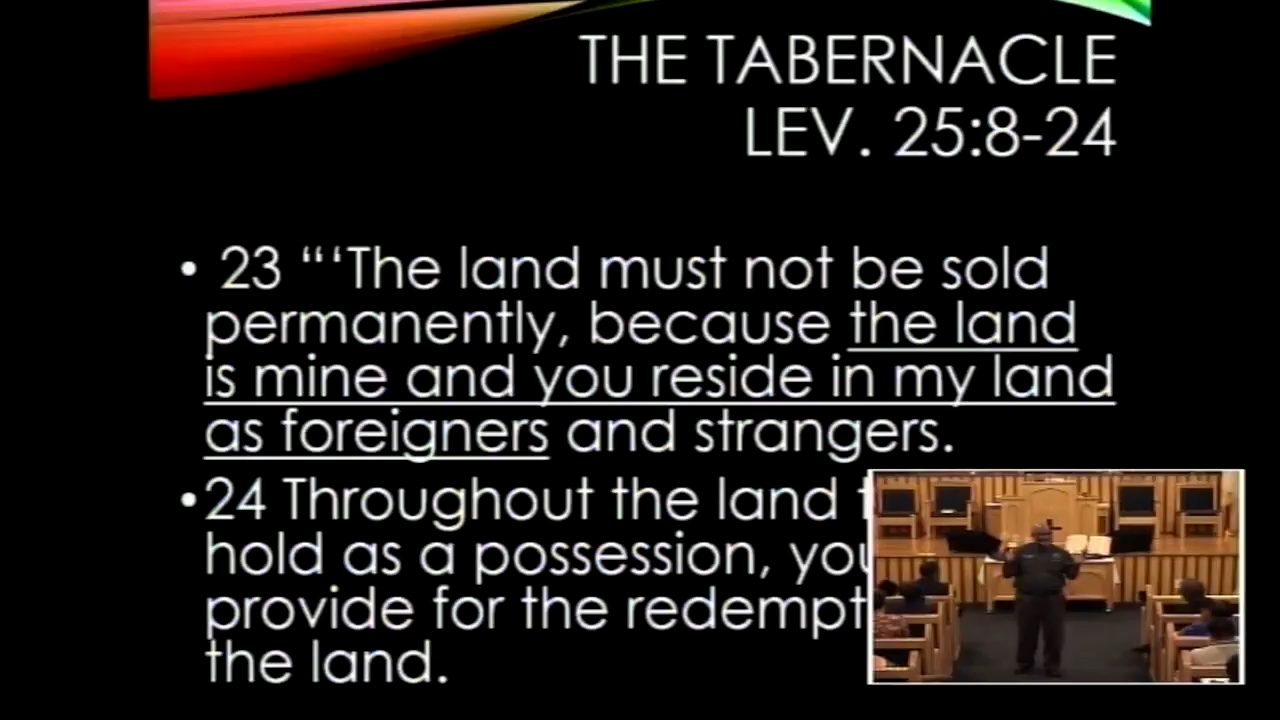 THE TABERNACLE
LEV. 25:8-24
• 23 “‘The land must not be sold
permanently, because the land
is mine and you reside in my land
as foreigners and strangers.
• 24 Throughout the land
hold as a possession,
provide for the
the land.